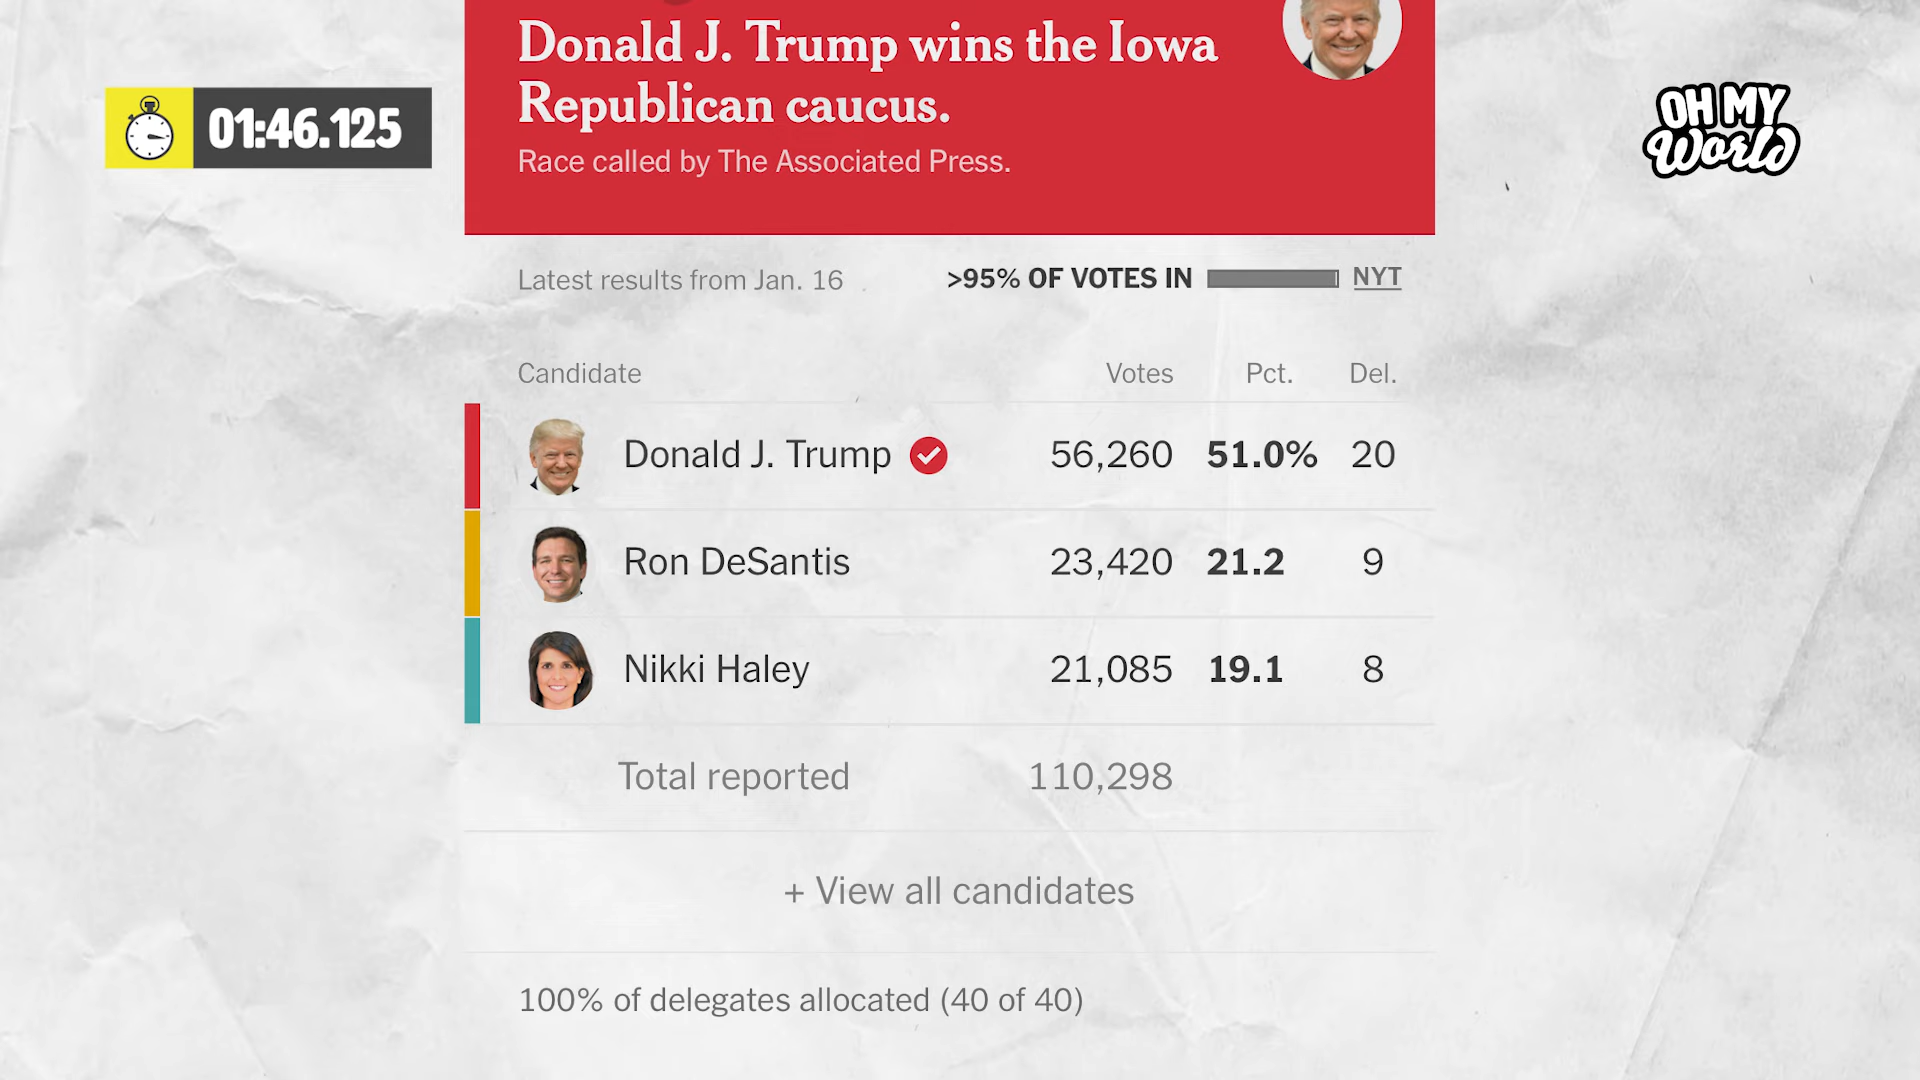 Donald J. Trump wins the Iowa
Republican caucus.
Race called by The Associated Press.
01:46.125
OH MY
World
Latest results from Jan. 16
>95% OF VOTES IN NYT
Candidate Votes Pct. Del.
Donald J. Trump 56,260 51.0% 20
Ron DeSantis 23,420 21.2 9
Nikki Haley 21,085 19.1 8
Total reported 110,298
+ View all candidates
100% of delegates allocated (40 of 40)